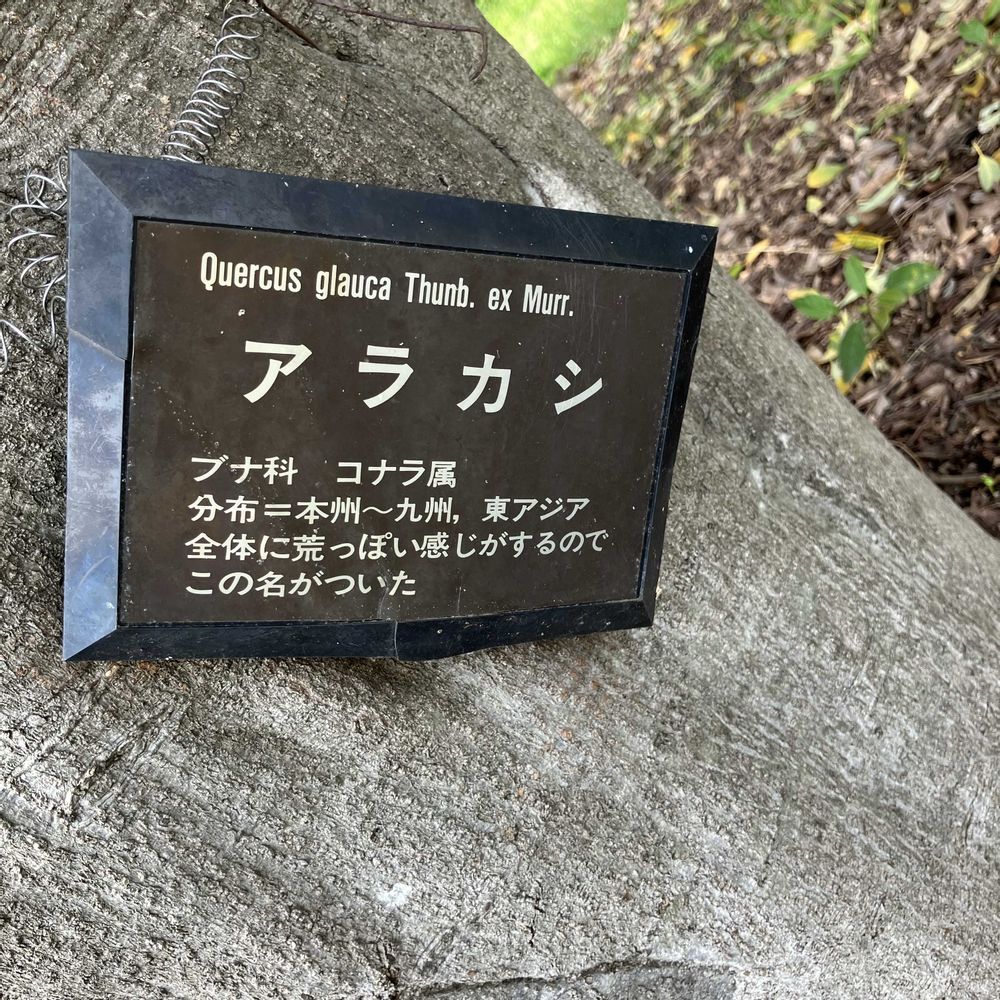 Quercus glauca Thunb. ex Murr.
アラカシ
ブナ科　コナラ属
分布＝本州〜九州，東アジア
全体に荒っぽい感じがするので
この名がついた